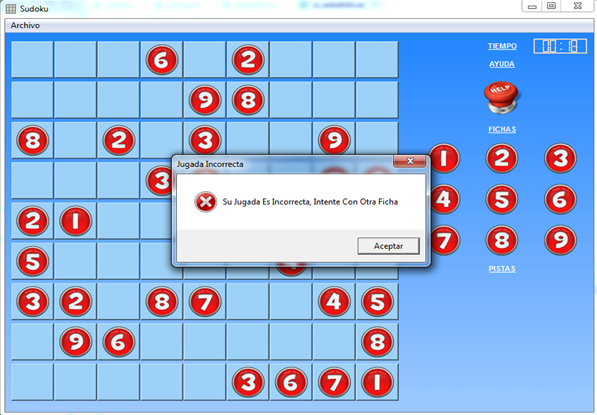 Sudoku
Archivo
6 2
9 8
8 2 3 9
3
2 1
5
3 2 8 7 4 5
9 6 8
3 6 7 1
TIEMPO 00:18
AYUDA
HELP
FICHAS
1 2 3
4 5 6
7 8 9
PISTAS
Jugada Incorrecta
Su Jugada Es Incorrecta, Intente Con Otra Ficha
Aceptar